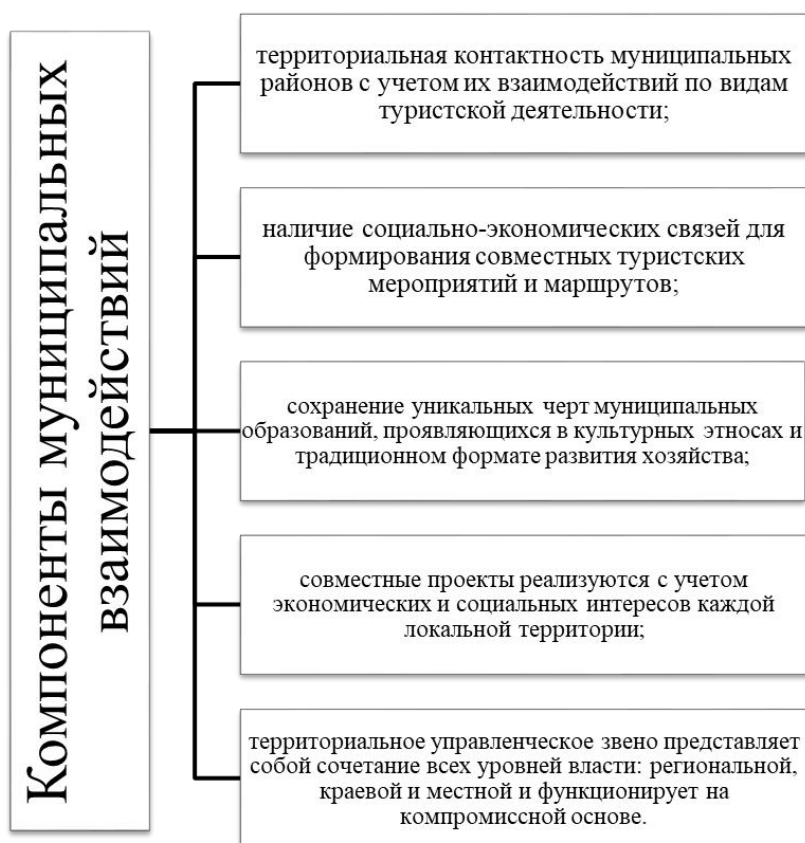 Компоненты муниципальных
взаимодействий
территориальная контактность муниципальных
районов с учетом их взаимодействий по видам
туристской деятельности;
наличие социально-экономических связей для
формирования совместных туристских
мероприятий и маршрутов;
сохранение уникальных черт муниципальных
образований, проявляющихся в культурных этносах и
традиционном формате развития хозяйства;
совместные проекты реализуются с учетом
экономических и социальных интересов каждой
локальной территории;
территориальное управленческое звено представляет
собой сочетание всех уровней власти: региональной,
краевой и местной и функционирует на
компромиссной основе.